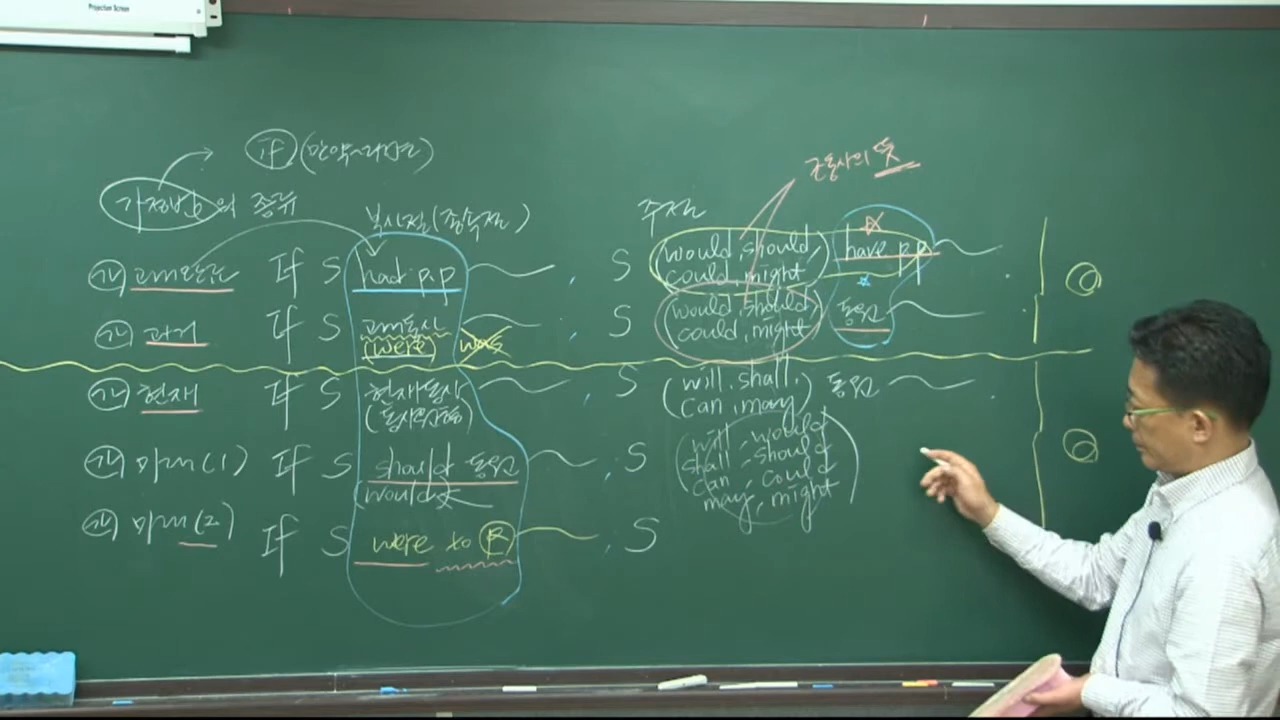 Projection Screen
if (만약~라면)
가정법의 종류
조동사의 뜻
부사절(종속절) 주절
가 과거완료 If S had p.p , S (would, should, could, might) have p.p
가 과거 If S 과거동사 (were) was , S (would, should, could, might) 동원
가 현재 If S 현재동사 (동사원형) , S (will, shall, can, may) 동원
가 미래(1) If S should 동원 (would , S (will, would shall, should can, could may, might)
가 미래(2) If S were to R , S